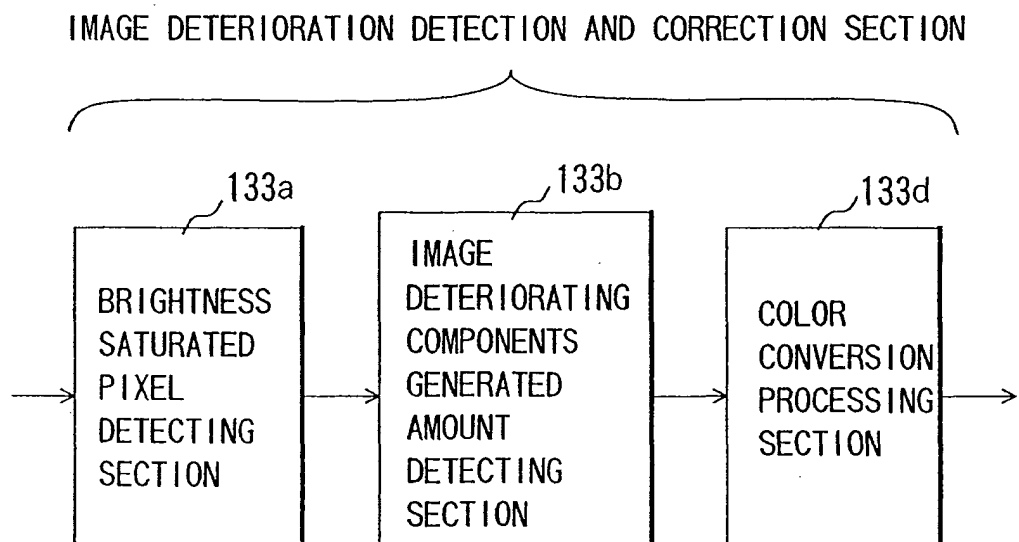 IMAGE DETERIORATION DETECTION AND CORRECTION SECTION
133a
BRIGHTNESS
SATURATED
PIXEL
DETECTING
SECTION
133b
IMAGE
DETERIORATING
COMPONENTS
GENERATED
AMOUNT
DETECTING
SECTION
133d
COLOR
CONVERSION
PROCESSING
SECTION